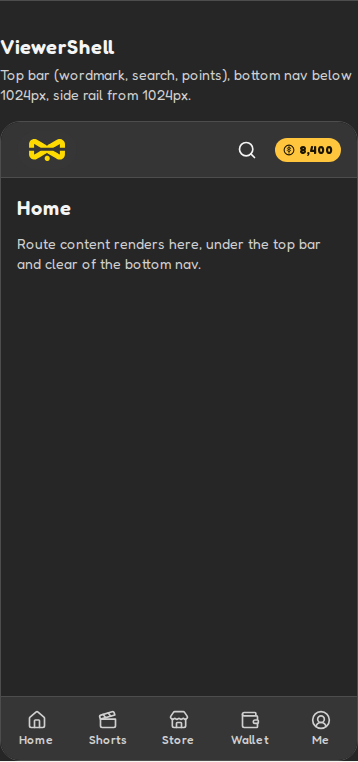 ViewerShell
Top bar (wordmark, search, points), bottom nav below
1024px, side rail from 1024px.
8,400
Home
Route content renders here, under the top bar
and clear of the bottom nav.
Home Shorts Store Wallet Me